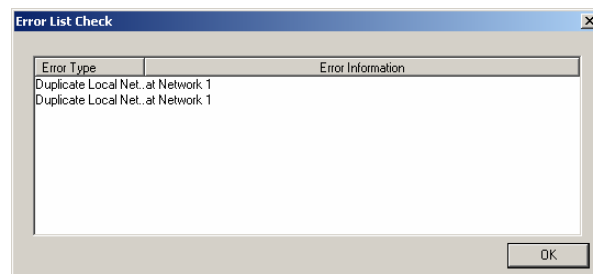 Error List Check
Error Type Error Information
Duplicate Local Net.. at Network 1
Duplicate Local Net.. at Network 1
OK